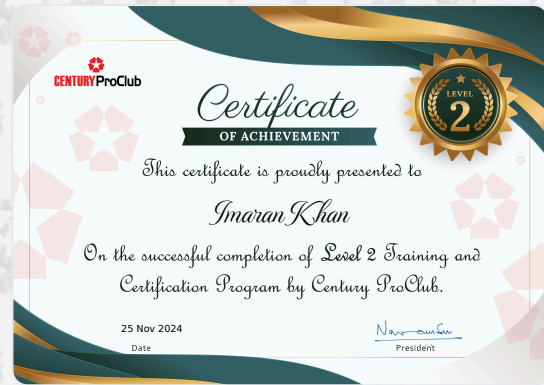 CENTURY ProClub
LEVEL
2
Certificate
OF ACHIEVEMENT
This certificate is proudly presented to
Imaran Khan
On the successful completion of Level 2 Training and
Certification Program by Century ProClub.
25 Nov 2024
Date
President